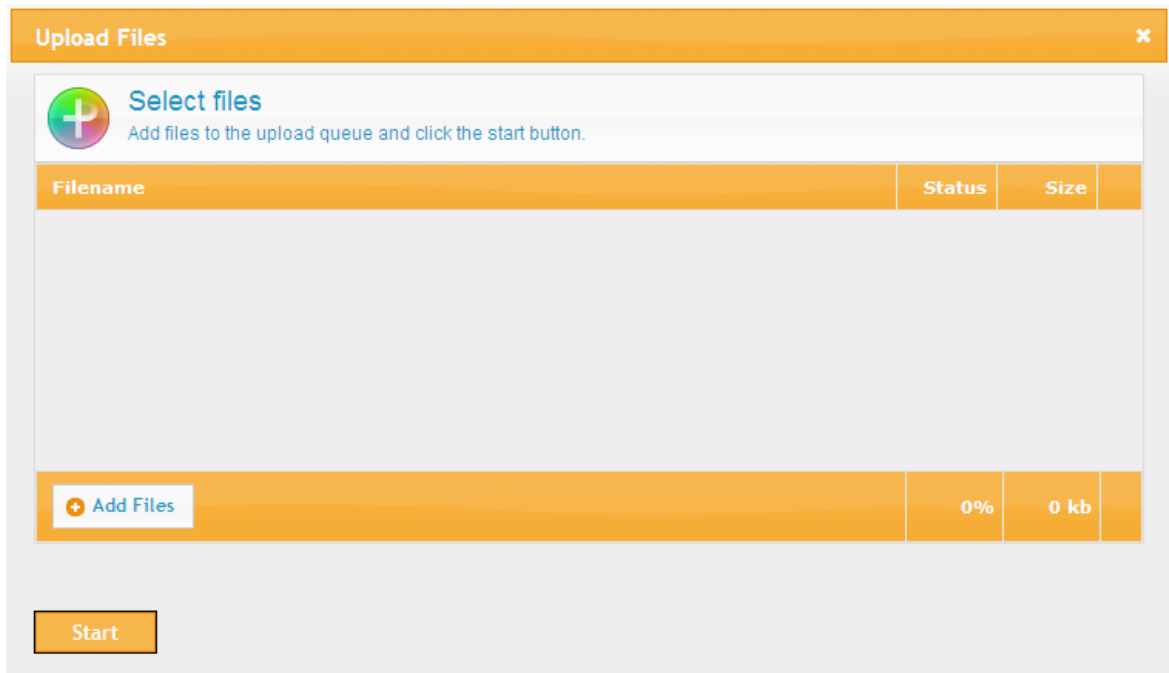 Upload Files
Select files
Add files to the upload queue and click the start button.
Filename Status Size
Add Files 0% 0 kb
Start